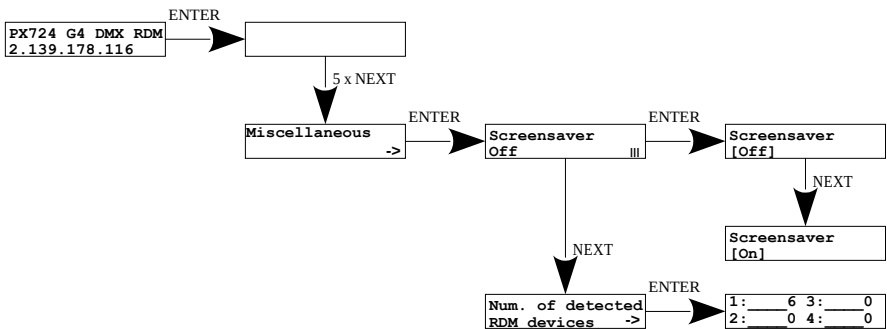 ENTER
PX724 G4 DMX RDM
2.139.178.116
5 x NEXT
Miscellaneous
->
ENTER
Screensaver
Off
ENTER
Screensaver
[Off]
NEXT
Screensaver
[On]
NEXT
Num. of detected
RDM devices ->
ENTER
1:____6 3:____0
2:____0 4:____0